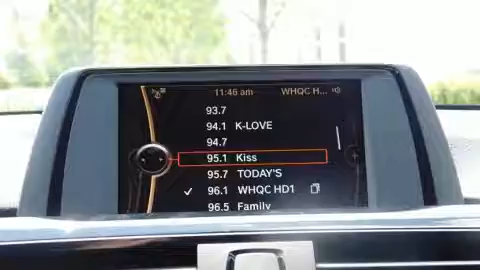 11:46 am WHQC H...
93.7
94.1 K-LOVE
94.7
95.1 Kiss
95.7 TODAY'S
96.1 WHQC HD1
96.5 Family